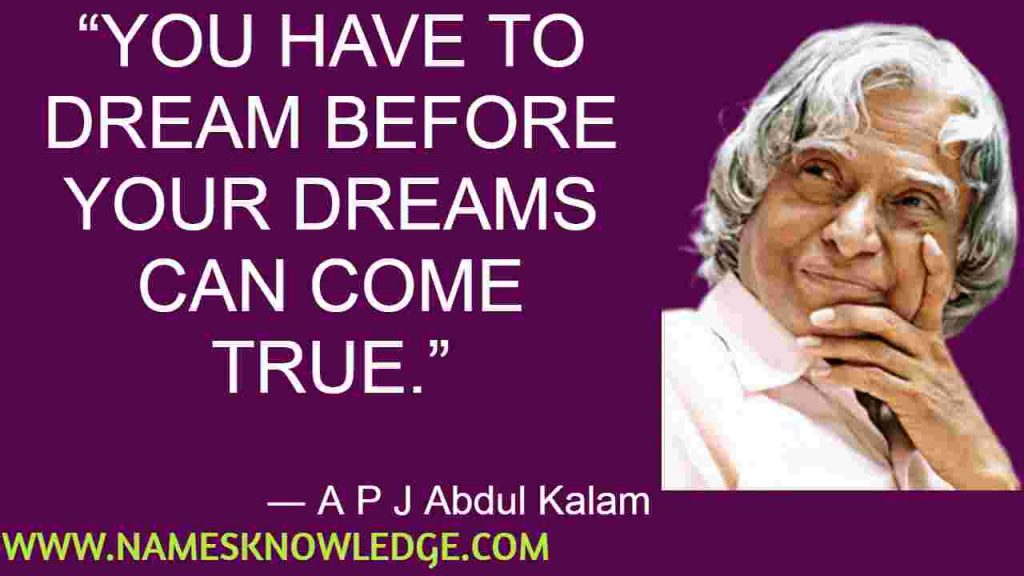 “YOU HAVE TO
DREAM BEFORE
YOUR DREAMS
CAN COME
TRUE.”
— A P J Abdul Kalam
WWW.NAMESKNOWLEDGE.COM